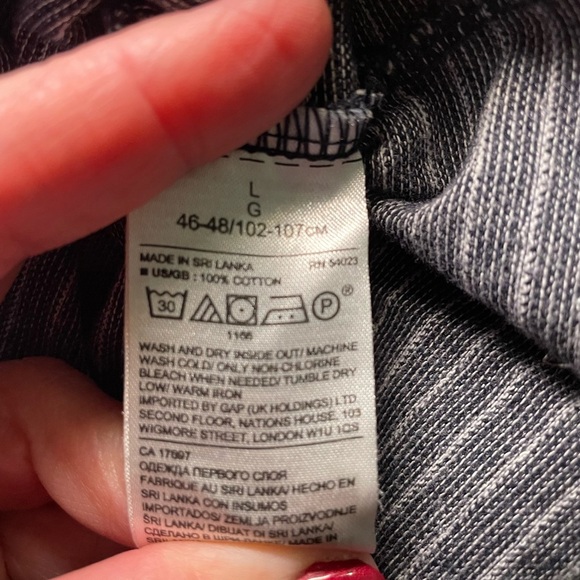 L
G
46-48/102-107CM
MADE IN SRI LANKA RN 54023
■ US/GB : 100% COTTON
30 P ®
1166
WASH AND DRY INSIDE OUT/ MACHINE
WASH COLD/ ONLY NON-CHLORINE
BLEACH WHEN NEEDED/ TUMBLE DRY
LOW/ WARM IRON
IMPORTED BY GAP (UK HOLDINGS) LTD.
SECOND FLOOR, NATIONS HOUSE, 103
WIGMORE STREET, LONDON W1U 1QS
CA 17897
ОДЕЖДА ПЕРВОГО СЛОЯ
FABRIQUE AU SRI LANKA/ HECHO EN
SRI LANKA CON INSUMOS
IMPORTADOS/ ZEMLJA PROIZVODNJE
ŠRI LANKA/ DIBUAT DI SRI LANKA/